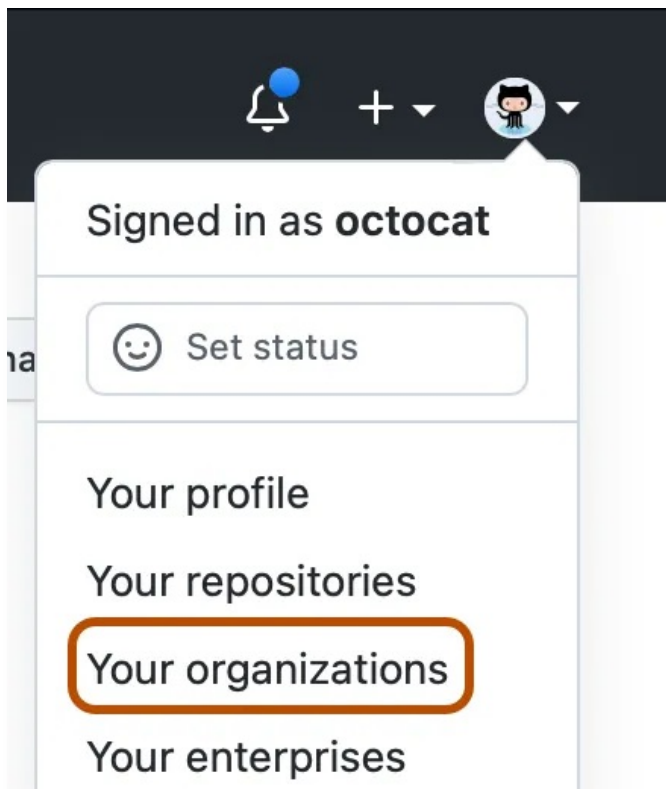 Signed in as octocat
Set status
Your profile
Your repositories
Your organizations
Your enterprises